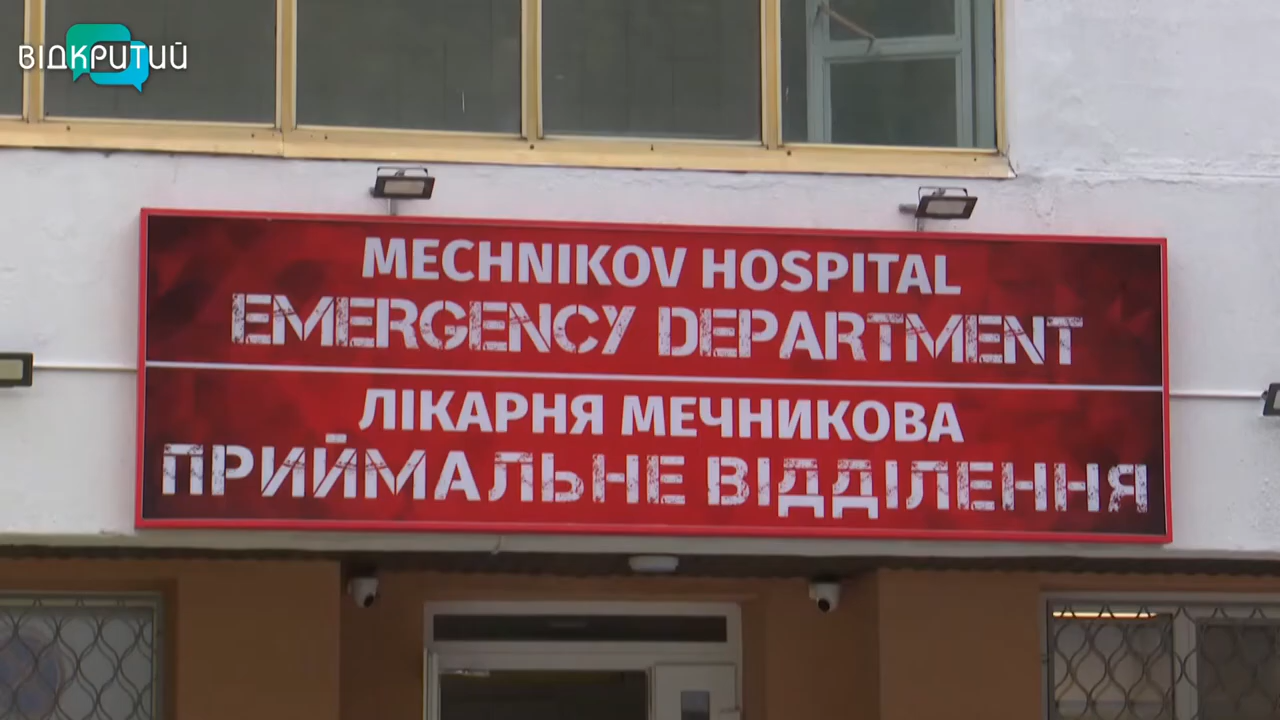 ВІДКРИТИЙ
MECHNIKOV HOSPITAL
EMERGENCY DEPARTMENT
ЛІКАРНЯ МЕЧНИКОВА
ПРИЙМАЛЬНЕ ВІДДІЛЕННЯ